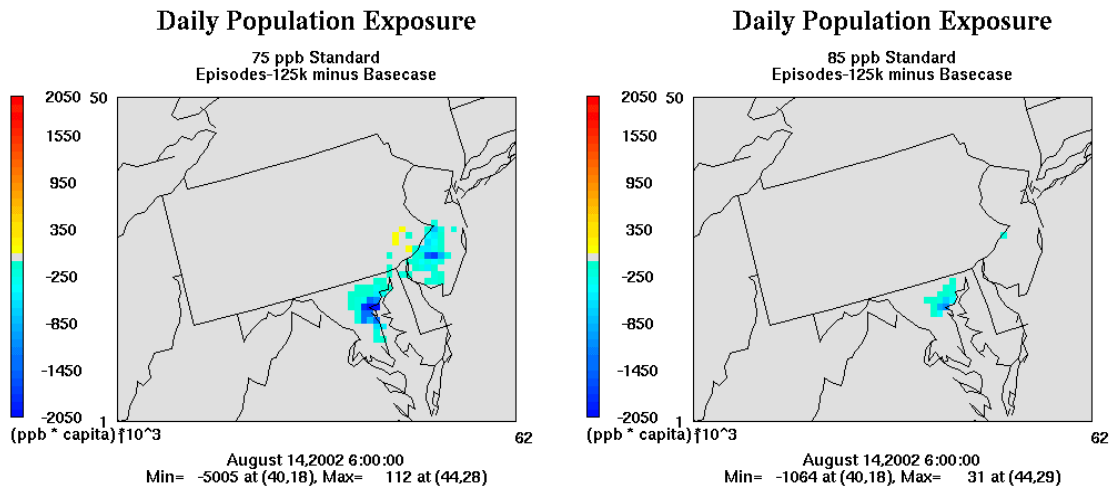 Daily Population Exposure
75 ppb Standard
Episodes-125k minus Basecase
2050
1550
950
350
-250
-850
-1450
-2050
50
1
62
(ppb * capita)*10^3
August 14,2002 6:00:00
Min= -5005 at (40,18), Max= 112 at (44,28)
Daily Population Exposure
85 ppb Standard
Episodes-125k minus Basecase
2050
1550
950
350
-250
-850
-1450
-2050
50
1
62
(ppb * capita)*10^3
August 14,2002 6:00:00
Min= -1064 at (40,18), Max= 31 at (44,29)